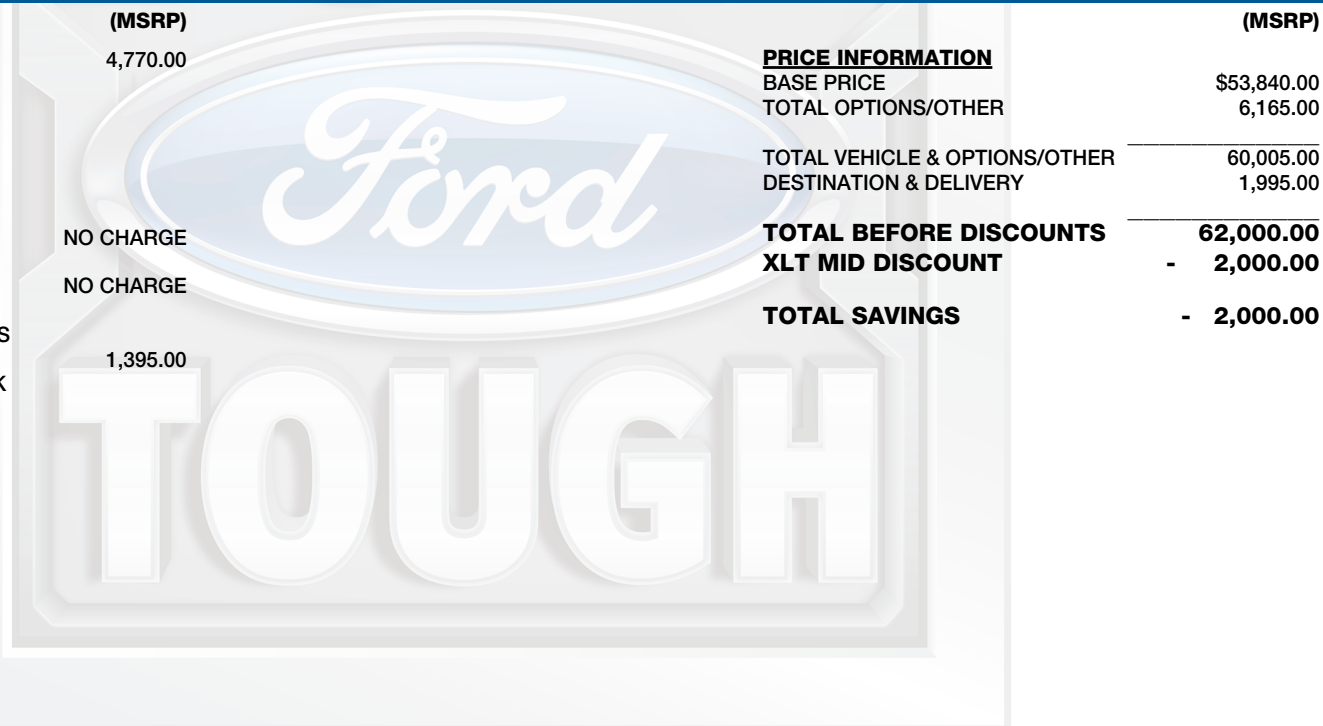 (MSRP)
4,770.00
NO CHARGE
NO CHARGE
S
1,395.00
K
(MSRP)
PRICE INFORMATION
BASE PRICE $53,840.00
TOTAL OPTIONS/OTHER 6,165.00
TOTAL VEHICLE & OPTIONS/OTHER 60,005.00
DESTINATION & DELIVERY 1,995.00
TOTAL BEFORE DISCOUNTS 62,000.00
XLT MID DISCOUNT - 2,000.00
TOTAL SAVINGS - 2,000.00
Ford
TOUGH